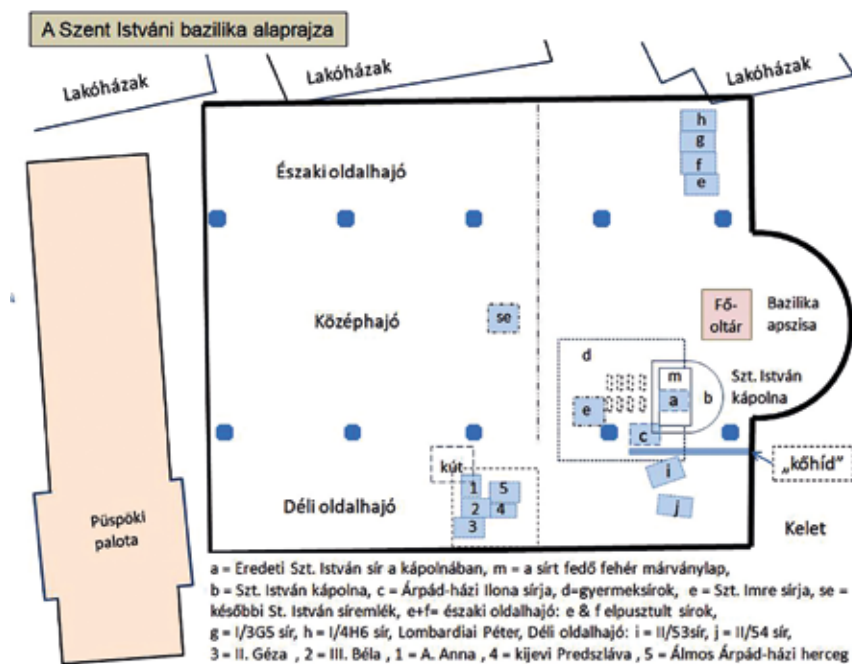 A Szent Istváni bazilika alaprajza
Lakóházak
Lakóházak
Lakóházak
h
g
f
e
Északi oldalhajó
Középhajó
se
Fő-
oltár
Bazilika
apszisa
d
m
Szt. István
kápolna
a
b
e
c
kút
„kőhíd”
i
1
5
2
4
3
j
Déli oldalhajó
Püspöki
palota
Kelet
a = Eredeti Szt. István sír a kápolnában, m = a sírt fedő fehér márványlap,
b = Szt. István kápolna, c = Árpád-házi Ilona sírja, d=gyermeksírok, e = Szt. Imre sírja, se =
későbbi St. István síremlék, e+f= északi oldalhajó: e & f elpusztult sírok,
g = I/3G5 sír, h = I/4H6 sír, Lombardiai Péter, Déli oldalhajó: i = II/53sír, j = II/54 sír,
3 = II. Géza , 2 = III. Béla , 1 = A. Anna , 4 = kijevi Predszláva , 5 = Álmos Árpád-házi herceg